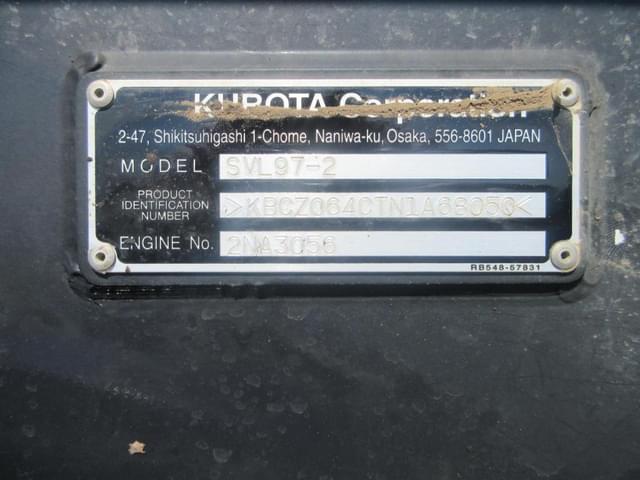 KUBOTA Corporation
2-47, Shikitsuhigashi 1-Chome, Naniwa-ku, Osaka, 556-8601 JAPAN
MODEL SVL97-2
PRODUCT
IDENTIFICATION
NUMBER >KBCZ064CTN1A68050<
ENGINE No. 2NA3056
RB548-57831